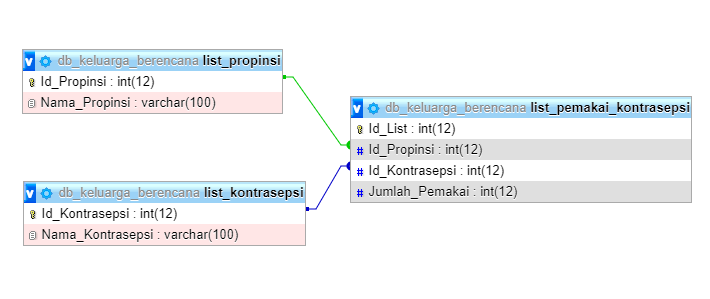 db_keluarga_berencana list_propinsi
Id_Propinsi : int(12)
Nama_Propinsi : varchar(100)
db_keluarga_berencana list_pemakai_kontrasepsi
Id_List : int(12)
# Id_Propinsi : int(12)
# Id_Kontrasepsi : int(12)
# Jumlah_Pemakai : int(12)
db_keluarga_berencana list_kontrasepsi
Id_Kontrasepsi : int(12)
Nama_Kontrasepsi : varchar(100)